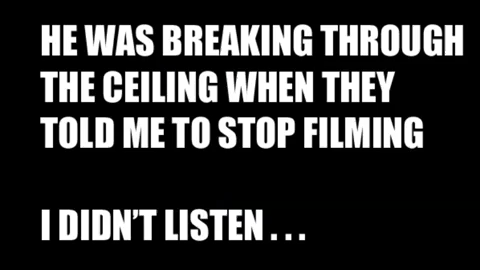 HE WAS BREAKING THROUGH
THE CEILING WHEN THEY
TOLD ME TO STOP FILMING
I DIDN'T LISTEN . . .